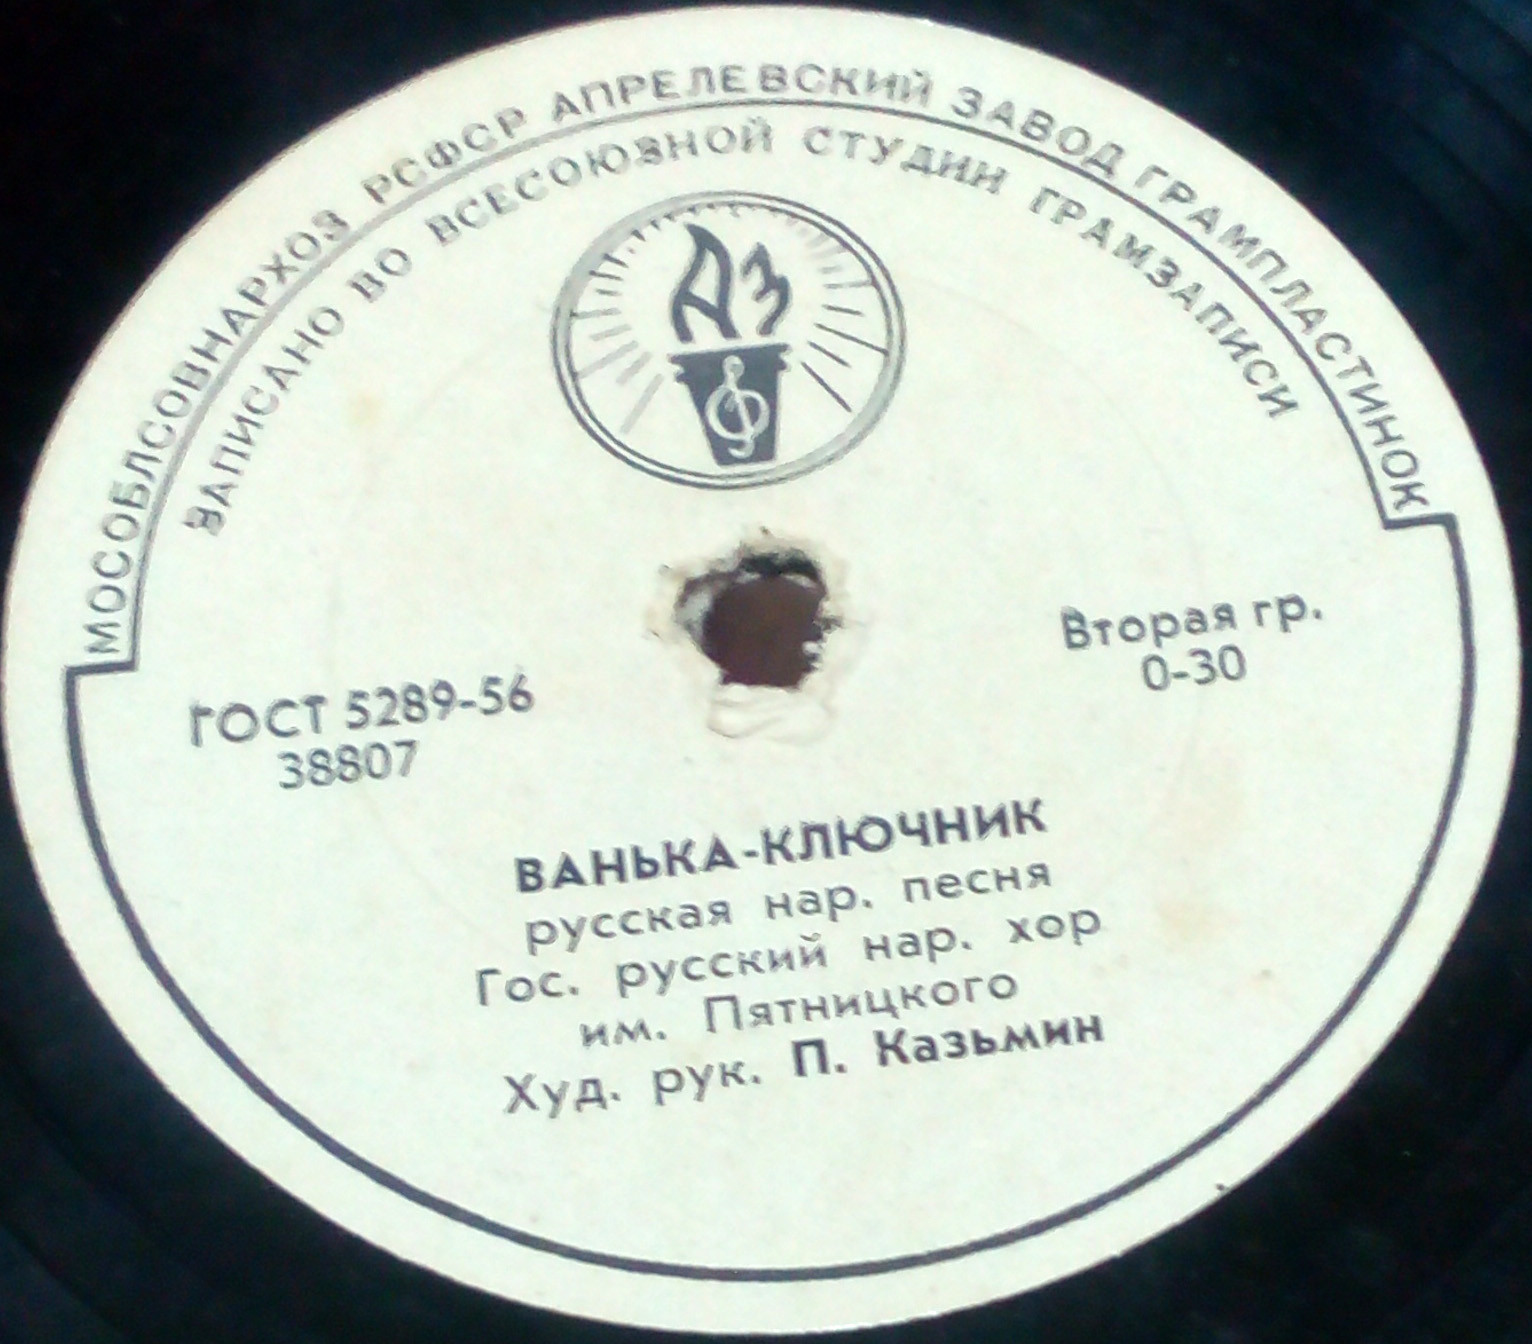 МОСОБЛСОВНАРХОЗ РСФСР АПРЕЛЕВСКИЙ ЗАВОД ГРАМПЛАСТИНОК
ЗАПИСАНО ВО ВСЕСОЮЗНОЙ СТУДИИ ГРАМЗАПИСИ
АЗ
Вторая гр.
0-30
ГОСТ 5289-56
38807
ВАНЬКА-КЛЮЧНИК
русская нар. песня
Гос. русский нар. хор
им. Пятницкого
Худ. рук. П. Казьмин